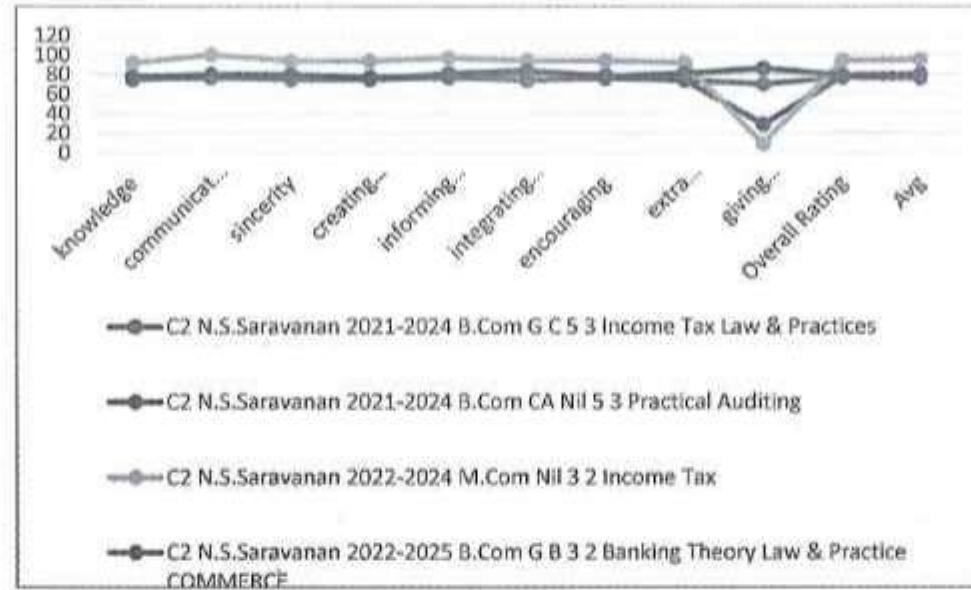 120
100
80
60
40
20
0
knowledge
communicat...
sincerity
creating...
informing...
integrating...
encouraging
extra...
giving...
Overall Rating
Avg
C2 N.S.Saravanan 2021-2024 B.Com G C 5 3 Income Tax Law & Practices
C2 N.S.Saravanan 2021-2024 B.Com CA Nil 5 3 Practical Auditing
C2 N.S.Saravanan 2022-2024 M.Com Nil 3 2 Income Tax
C2 N.S.Saravanan 2022-2025 B.Com G B 3 2 Banking Theory Law & Practice
COMMERCE